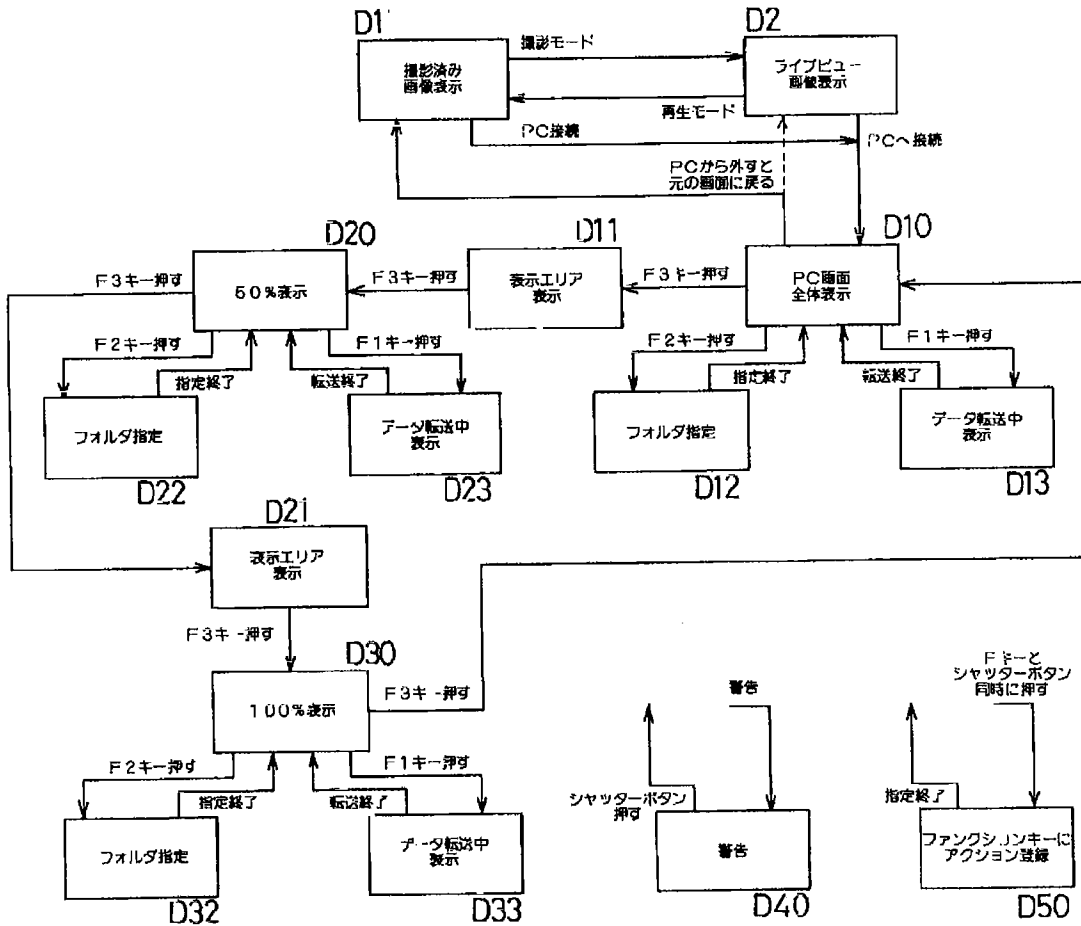 D1
D2
撮影モード
撮影済み
画像表示
ライブビュー
画像表示
再生モード
PC接続
PCへ接続
PCから外すと
元の画面に戻る
D20
D11
D10
F3キー押す
50%表示
F3キー押す
表示エリア
表示
F3キー押す
PC画面
全体表示
F2キー押す
F1キー押す
F2キー押す
F1キー押す
指定終了
転送終了
指定終了
転送終了
フォルダ指定
データ転送中
表示
フォルダ指定
データ転送中
表示
D22
D23
D12
D13
D21
表示エリア
表示
F3キー押す
D30
100%表示
F3キー押す
警告
Fキーと
シャッターボタン
同時に押す
F2キー押す
F1キー押す
指定終了
転送終了
シャッターボタン
押す
指定終了
フォルダ指定
データ転送中
表示
警告
ファンクションキーに
アクション登録
D32
D33
D40
D50